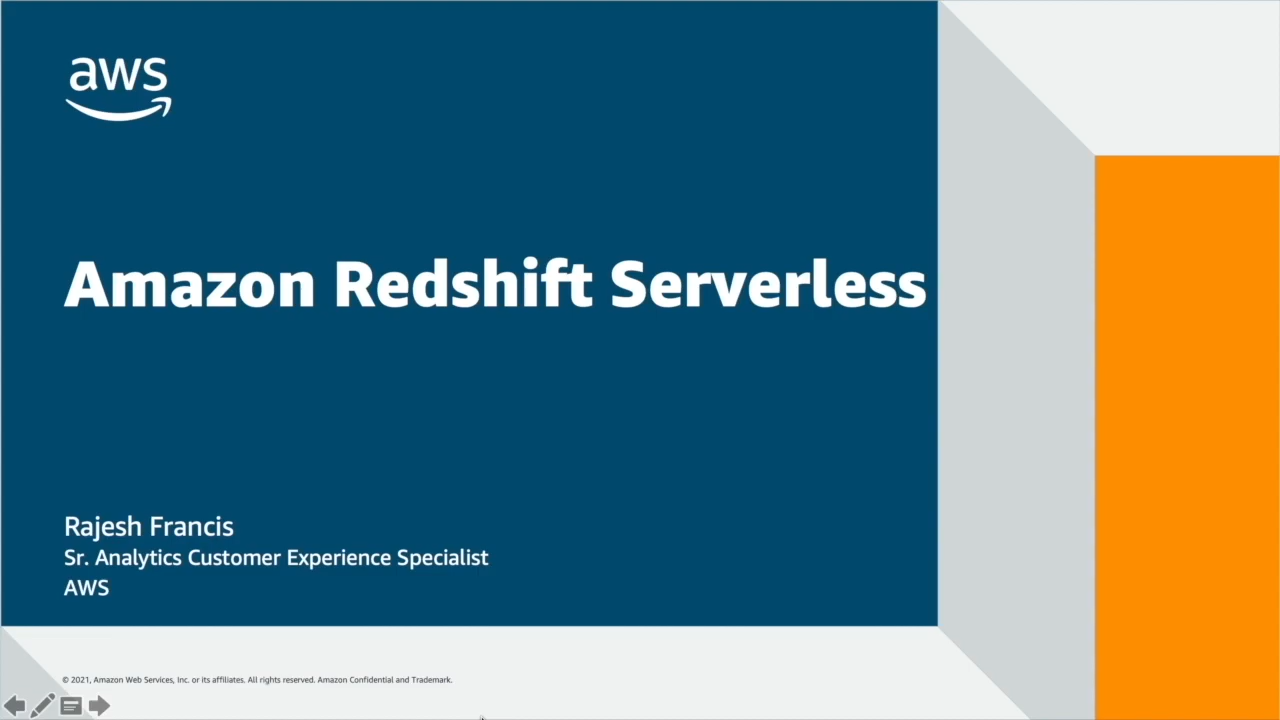 aws
Amazon Redshift Serverless
Rajesh Francis
Sr. Analytics Customer Experience Specialist
AWS
© 2021, Amazon Web Services, Inc. or its affiliates. All rights reserved. Amazon Confidential and Trademark.